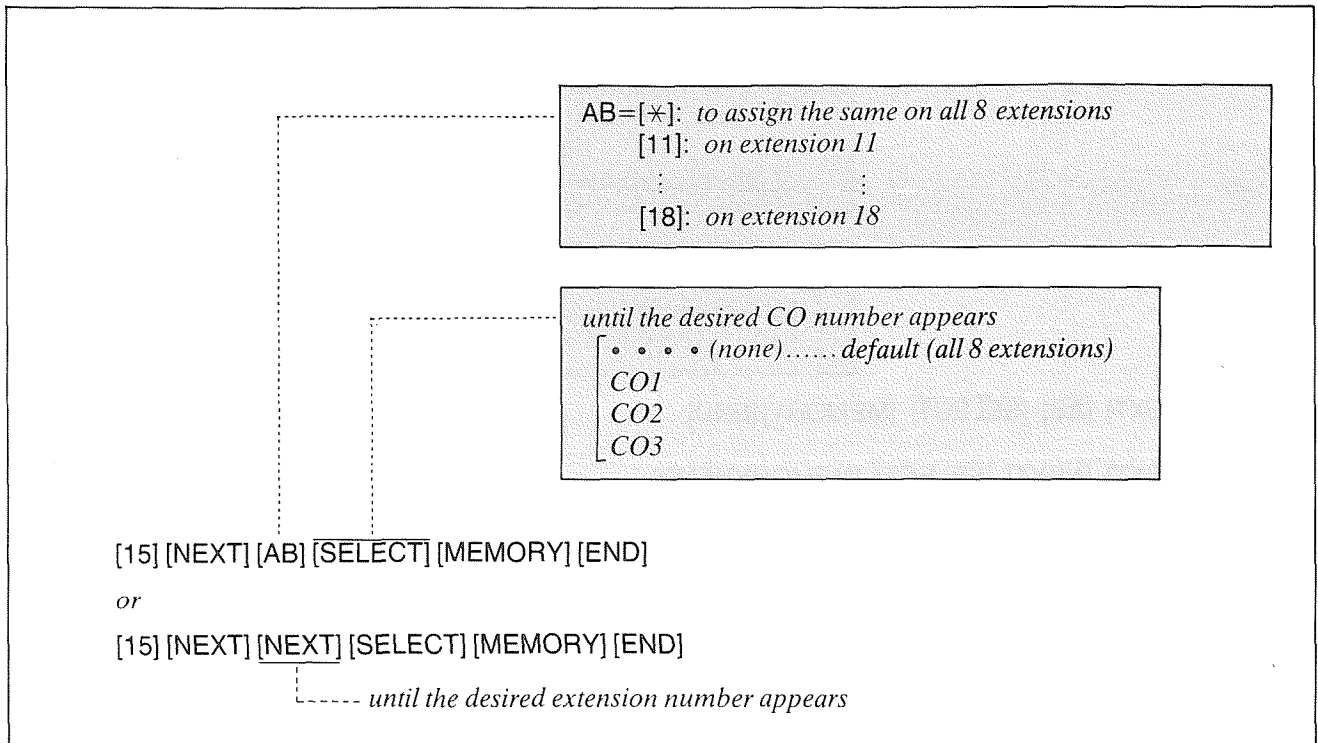 AB=[✳]: to assign the same on all 8 extensions
[11]: on extension 11
⋮ ⋮
[18]: on extension 18
until the desired CO number appears
• • • • (none)......default (all 8 extensions)
CO1
CO2
CO3
[15] [NEXT] [AB] [SELECT] [MEMORY] [END]
or
[15] [NEXT] [NEXT] [SELECT] [MEMORY] [END]
until the desired extension number appears